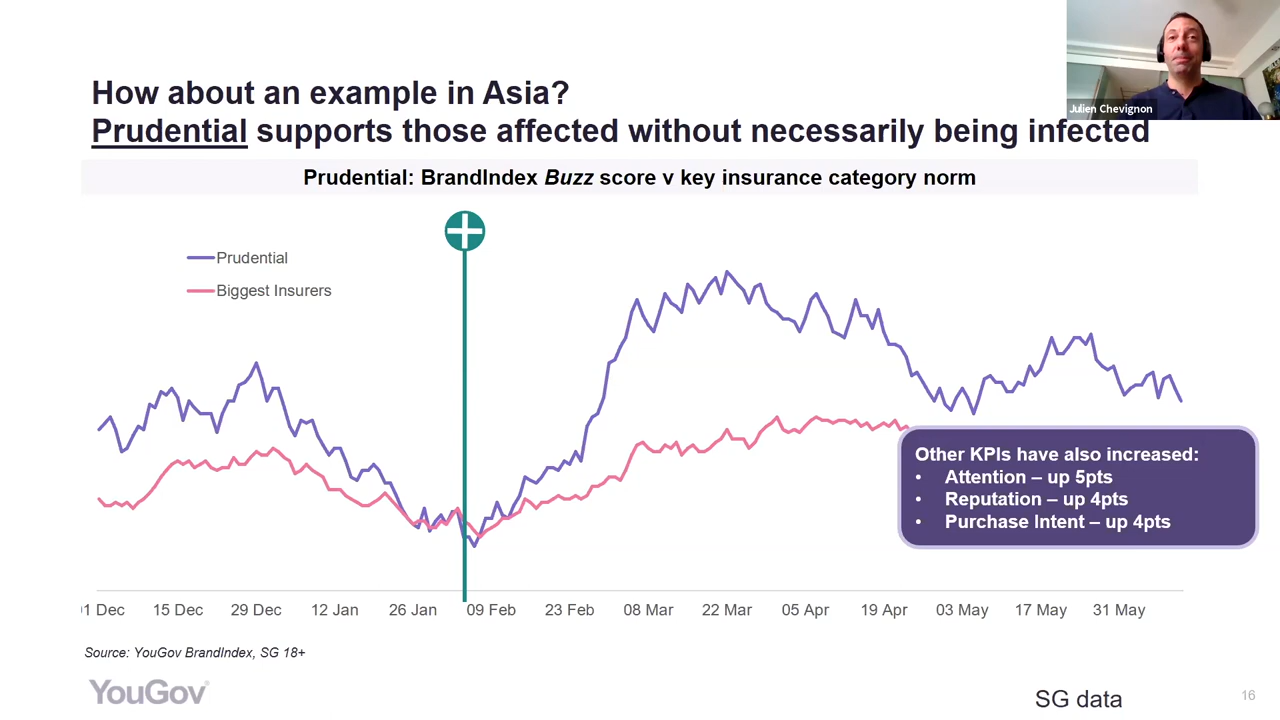 Julien Chevignon
How about an example in Asia?
Prudential supports those affected without necessarily being infected
Prudential: BrandIndex Buzz score v key insurance category norm
Prudential
Biggest Insurers
Other KPIs have also increased:
• Attention – up 5pts
• Reputation – up 4pts
• Purchase Intent – up 4pts
01 Dec 15 Dec 29 Dec 12 Jan 26 Jan 09 Feb 23 Feb 08 Mar 22 Mar 05 Apr 19 Apr 03 May 17 May 31 May
Source: YouGov BrandIndex, SG 18+
YouGov®
SG data
16